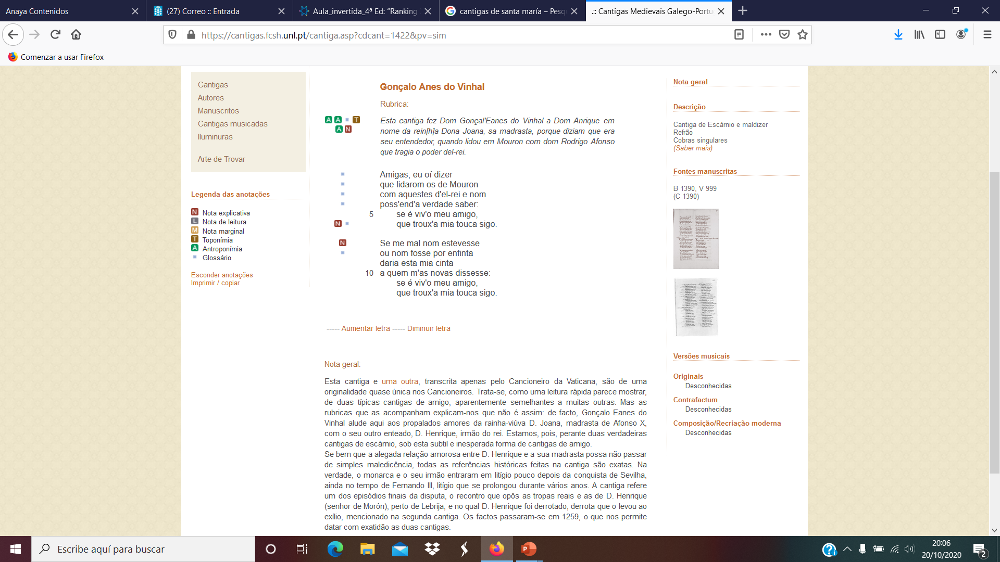 Anaya Contenidos
(27) Correo :: Entrada
Aula_invertida_4ª Ed: “Ranking
cantigas de santa maría – Pesq
.:: Cantigas Medievais Galego-Portu
https://cantigas.fcsh.unl.pt/cantiga.asp?cdcant=1422&pv=sim
Comenzar a usar Firefox
Cantigas
Autores
Manuscritos
Cantigas musicadas
Iluminuras
Arte de Trovar
Legenda das anotações
N Nota explicativa
L Nota de leitura
M Nota marginal
T Toponímia
A Antroponímia
Glossário
Esconder anotações
Imprimir / copiar
Gonçalo Anes do Vinhal
Rubrica:
A A T
A N
Esta cantiga fez Dom Gonçal'Eanes do Vinhal a Dom Anrique em
nome da rein[h]a Dona Joana, sa madrasta, porque diziam que era
seu entendedor, quando lidou em Mouron com dom Rodrigo Afonso
que tragia o poder del-rei.
Amigas, eu oí dizer
que lidarom os de Mouron
com aquestes d'el-rei e nom
poss'end'a verdade saber:
5 se é viv'o meu amigo,
N que troux'a mia touca sigo.
N Se me mal nom estevesse
ou nom fosse por enfinta
daria esta mia cinta
10 a quem m'as novas dissesse:
se é viv'o meu amigo,
que troux'a mia touca sigo.
----- Aumentar letra ----- Diminuir letra
Nota geral:
Esta cantiga e uma outra, transcrita apenas pelo Cancioneiro da Vaticana, são de uma
originalidade quase única nos Cancioneiros. Trata-se, como uma leitura rápida parece mostrar,
de duas típicas cantigas de amigo, aparentemente semelhantes a muitas outras. Mas as
rubricas que as acompanham explicam-nos que não é assim: de facto, Gonçalo Eanes do
Vinhal alude aqui aos propalados amores da rainha-viúva D. Joana, madrasta de Afonso X,
com o seu outro enteado, D. Henrique, irmão do rei. Estamos, pois, perante duas verdadeiras
cantigas de escárnio, sob esta subtil e inesperada forma de cantigas de amigo.
Se bem que a alegada relação amorosa entre D. Henrique e a sua madrasta possa não passar
de simples maledicência, todas as referências históricas feitas na cantiga são exatas. Na
verdade, o monarca e o seu irmão entraram em litígio pouco depois da conquista de Sevilha,
ainda no tempo de Fernando III, litígio que se prolongou durante vários anos. A cantiga refere
um dos episódios finais da disputa, o recontro que opôs as tropas reais e as de D. Henrique
(senhor de Morón), perto de Lebrija, e no qual D. Henrique foi derrotado, derrota que o levou ao
exílio, mencionado na segunda cantiga. Os factos passaram-se em 1259, o que nos permite
datar com exatidão as duas cantigas.
Nota geral
Descrição
Cantiga de Escárnio e maldizer
Refrão
Cobras singulares
(Saber mais)
Fontes manuscritas
B 1390, V 999
(C 1390)
Versões musicais
Originais
Desconhecidas
Contrafactum
Desconhecidas
Composição/Recriação moderna
Desconhecidas
Escribe aquí para buscar
20:06
20/10/2020
2